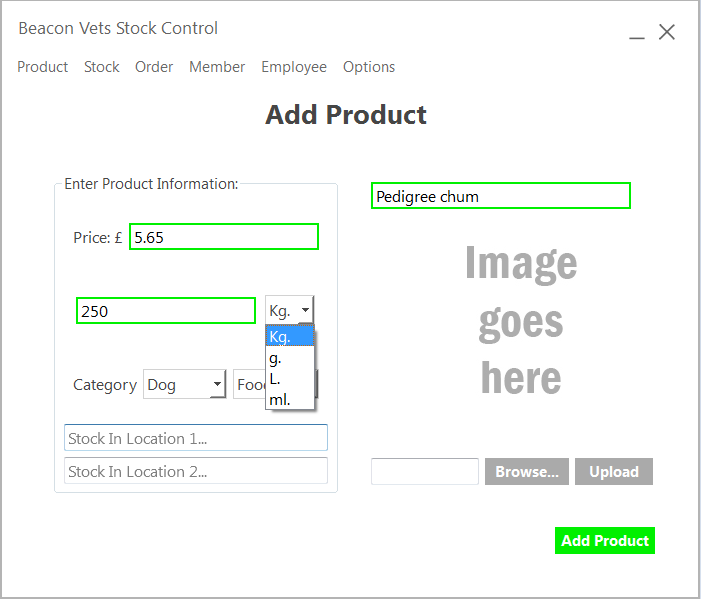 Beacon Vets Stock Control
Product Stock Order Member Employee Options
Add Product
Enter Product Information:
Pedigree chum
Price: £ 5.65
Image
goes
here
250 Kg.
Kg.
g.
L.
ml.
Category Dog Foo
Stock In Location 1...
Stock In Location 2...
Browse... Upload
Add Product